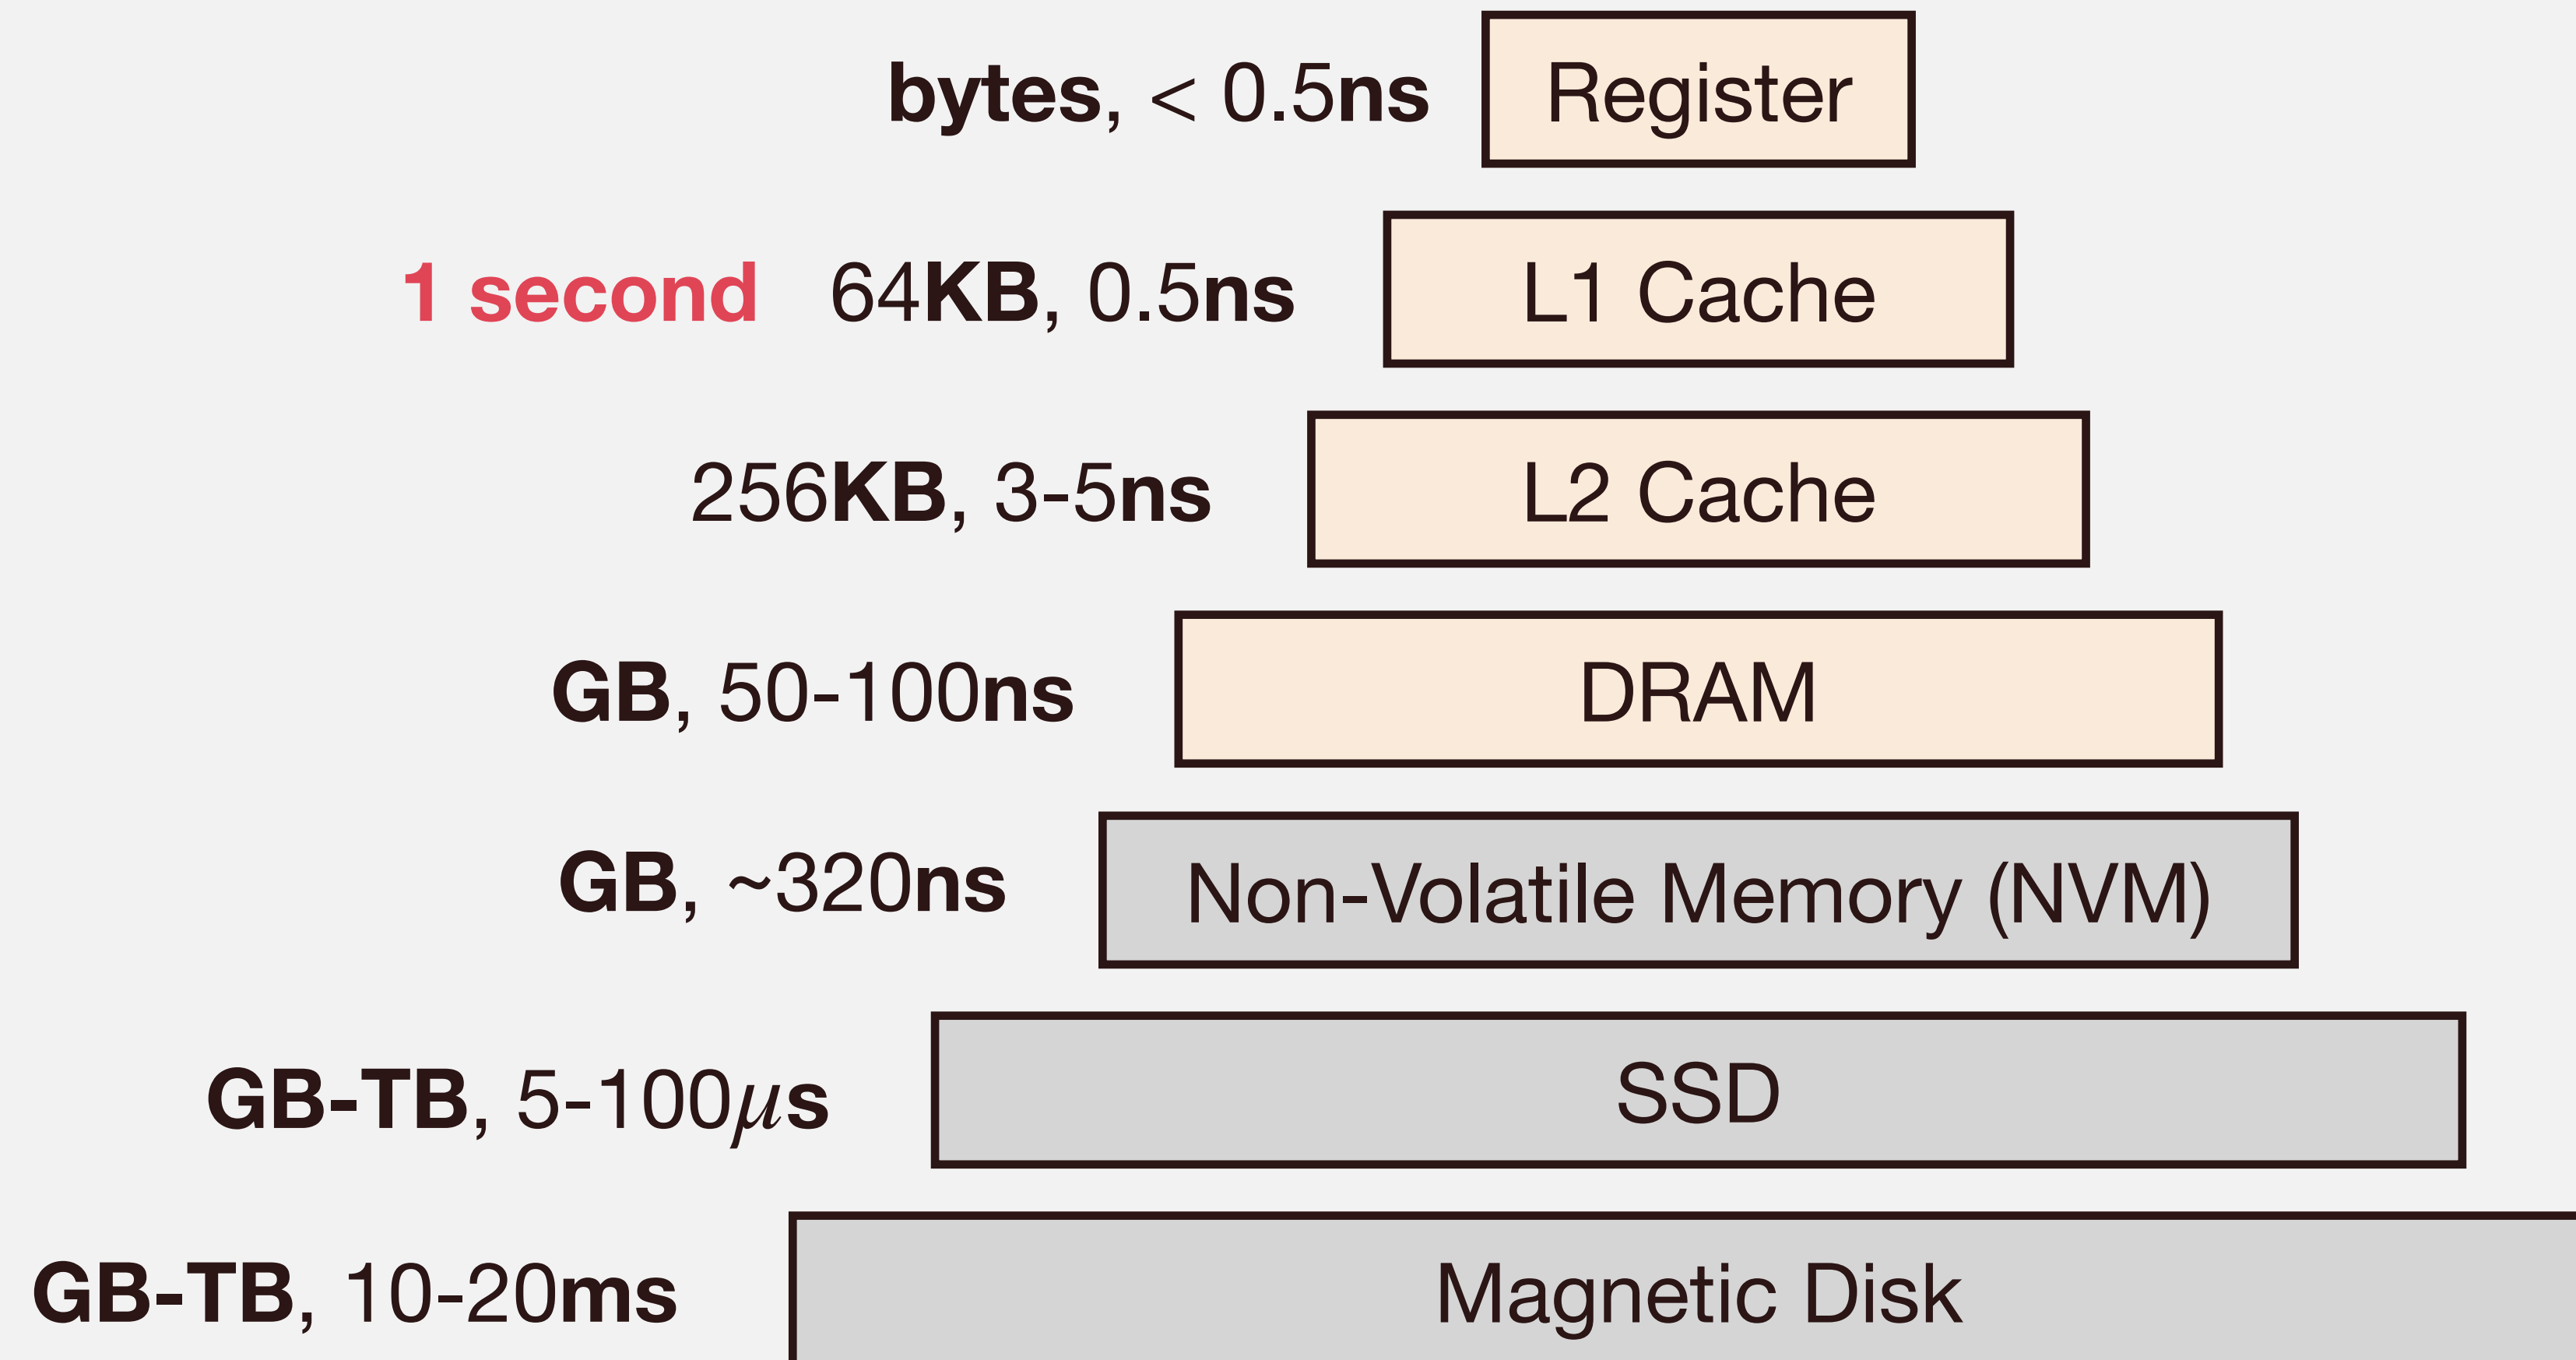 bytes, < 0.5ns Register
1 second 64KB, 0.5ns L1 Cache
256KB, 3-5ns L2 Cache
GB, 50-100ns DRAM
GB, ~320ns Non-Volatile Memory (NVM)
GB-TB, 5-100μs SSD
GB-TB, 10-20ms Magnetic Disk